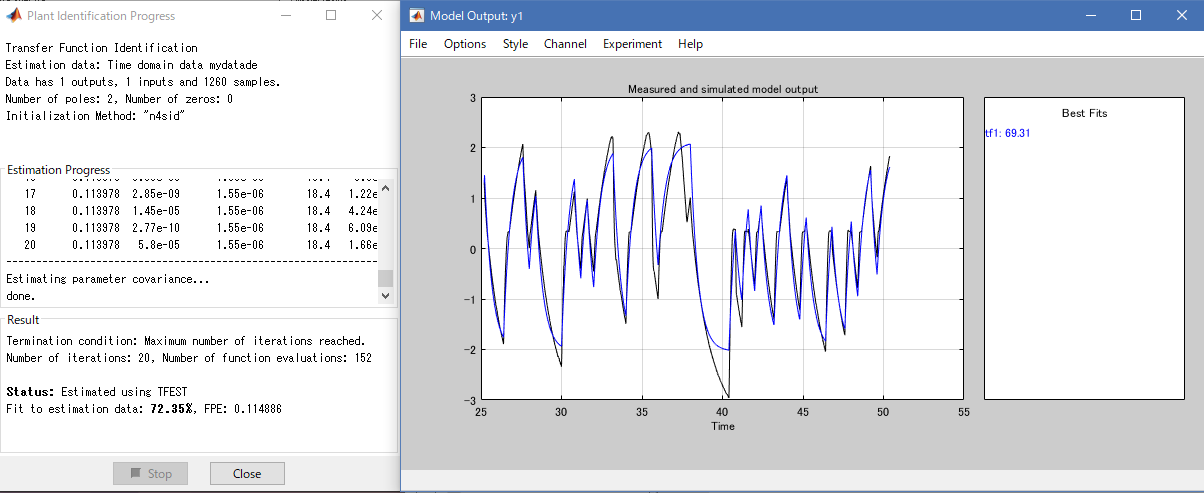 Plant Identification Progress
Transfer Function Identification
Estimation data: Time domain data mydatade
Data has 1 outputs, 1 inputs and 1260 samples.
Number of poles: 2, Number of zeros: 0
Initialization Method: "n4sid"
Estimation Progress
17 0.113978 2.85e-09 1.55e-06 18.4 1.22e
18 0.113978 1.45e-05 1.55e-06 18.4 4.24e
19 0.113978 2.77e-10 1.55e-06 18.4 6.09e
20 0.113978 5.8e-05 1.55e-06 18.4 1.66e
Estimating parameter covariance...
done.
Result
Termination condition: Maximum number of iterations reached.
Number of iterations: 20, Number of function evaluations: 152
Status: Estimated using TFEST
Fit to estimation data: 72.35%, FPE: 0.114886
Stop
Close
Model Output: y1
File Options Style Channel Experiment Help
Measured and simulated model output
3
2
1
0
-1
-2
-3
25 30 35 40 45 50 55
Time
Best Fits
tf1: 69.31